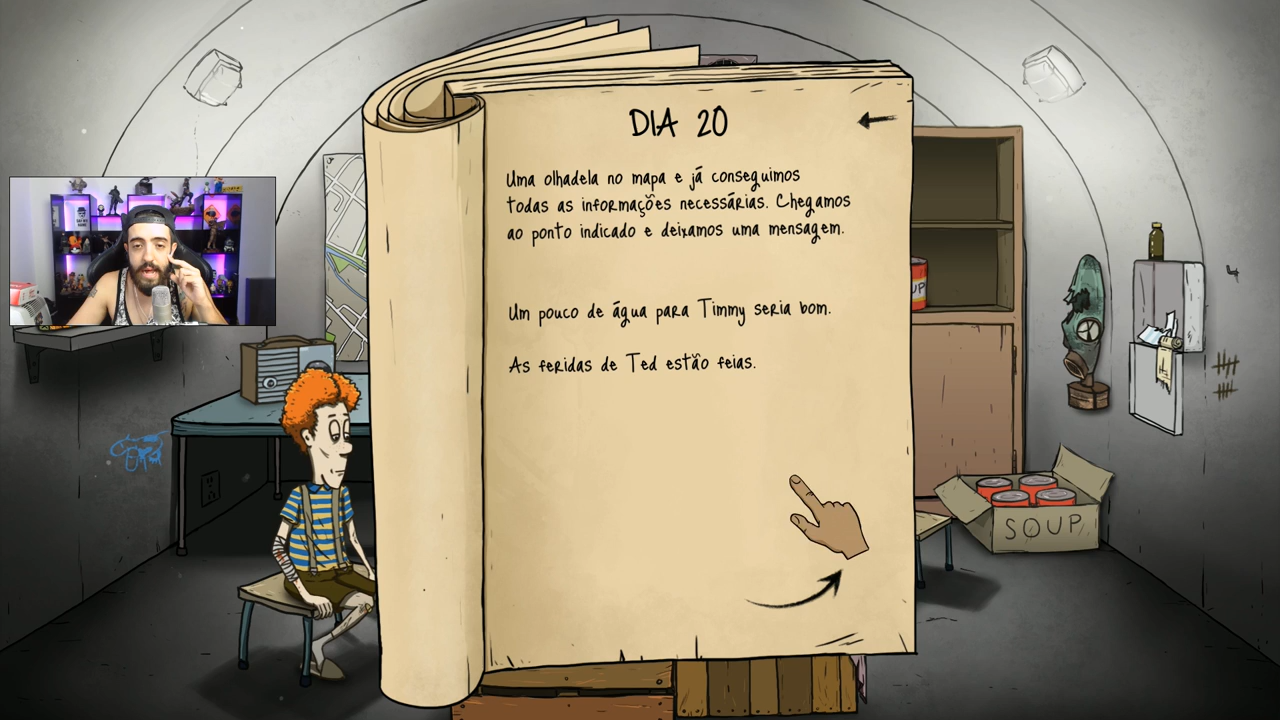 DIA 20
Uma olhadela no mapa e já conseguimos
todas as informações necessárias. Chegamos
ao ponto indicado e deixamos uma mensagem.
Um pouco de água para Timmy seria bom.
As feridas de Ted estão feias.
UP
SOUP